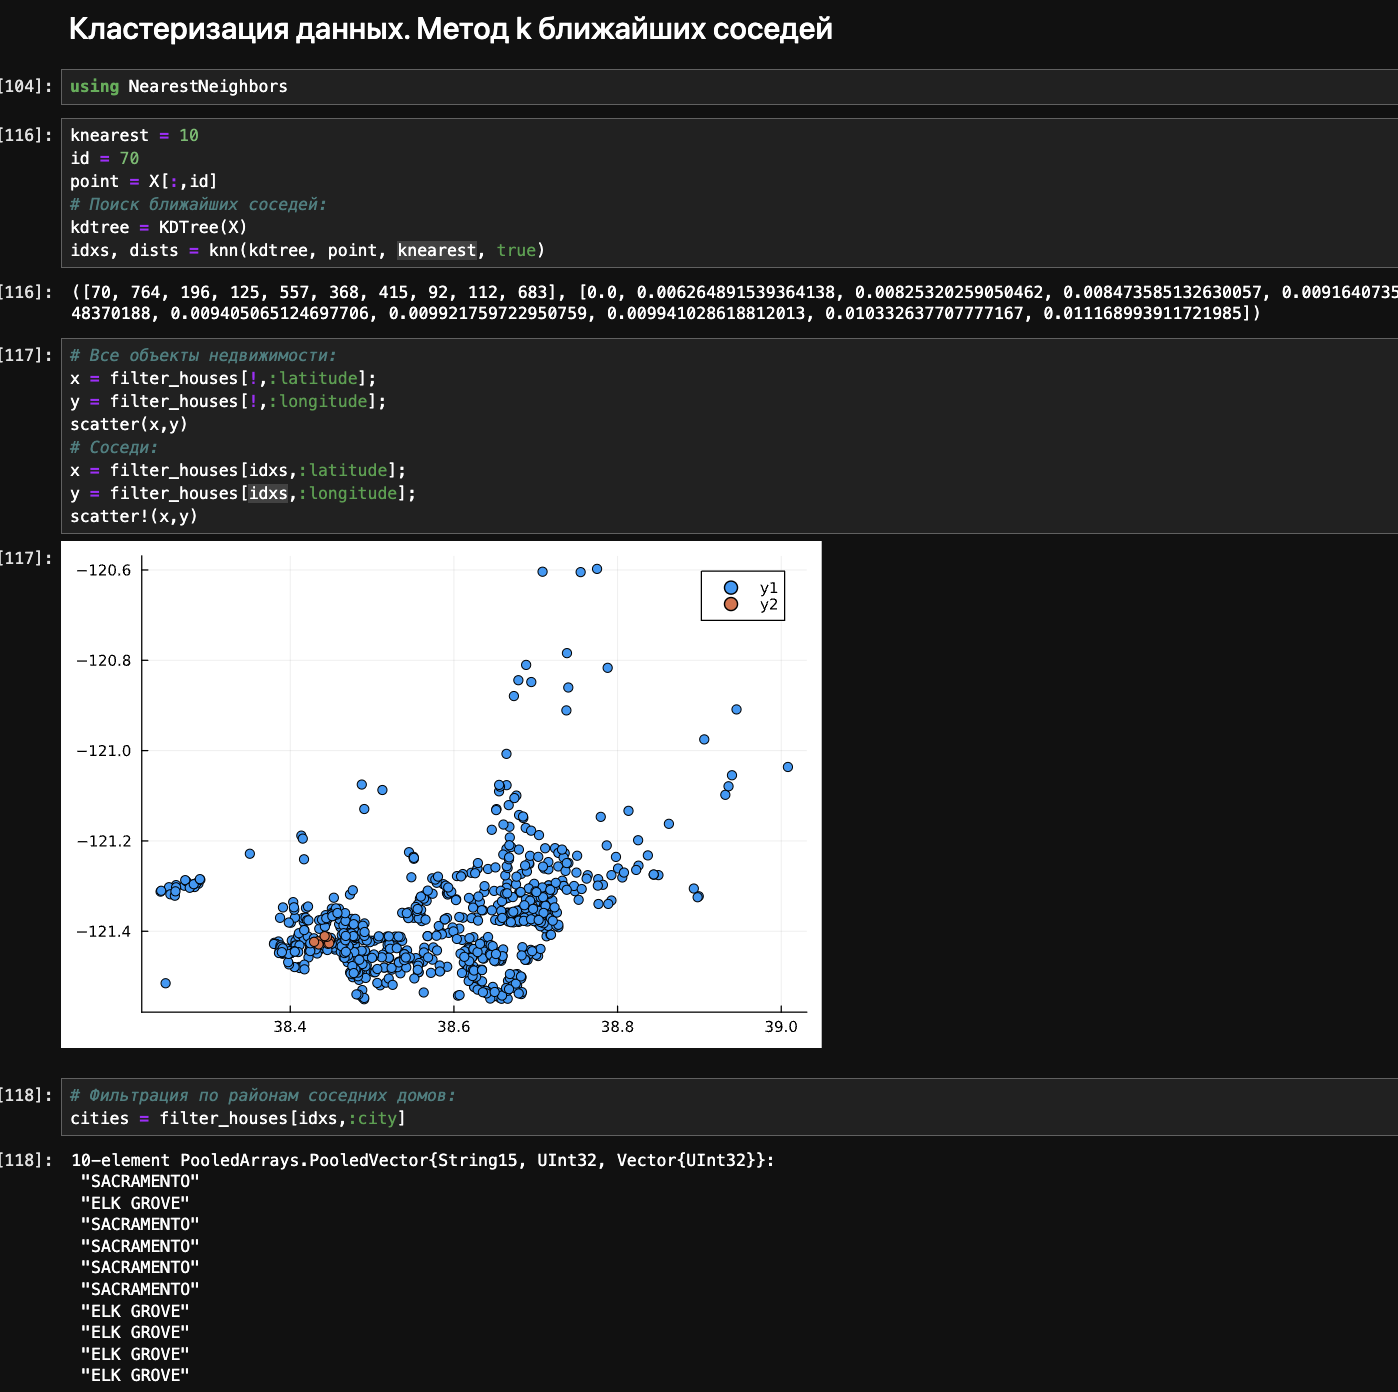 Кластеризация данных. Метод k ближайших соседей
[104]: using NearestNeighbors
[116]: knearest = 10
id = 70
point = X[:,id]
# Поиск ближайших соседей:
kdtree = KDTree(X)
idxs, dists = knn(kdtree, point, knearest, true)
[116]: ([70, 764, 196, 125, 557, 368, 415, 92, 112, 683], [0.0, 0.006264891539364138, 0.00825320259050462, 0.008473585132630057, 0.0091640735
48370188, 0.009405065124697706, 0.009921759722950759, 0.009941028618812013, 0.010332637707777167, 0.011168993911721985])
[117]: # Все объекты недвижимости:
x = filter_houses[!,:latitude];
y = filter_houses[!,:longitude];
scatter(x,y)
# Соседи:
x = filter_houses[idxs,:latitude];
y = filter_houses[idxs,:longitude];
scatter!(x,y)
[117]:
−120.6
−120.8
−121.0
−121.2
−121.4
y1
y2
38.4 38.6 38.8 39.0
[118]: # Фильтрация по районам соседних домов:
cities = filter_houses[idxs,:city]
[118]: 10-element PooledArrays.PooledVector{String15, UInt32, Vector{UInt32}}:
"SACRAMENTO"
"ELK GROVE"
"SACRAMENTO"
"SACRAMENTO"
"SACRAMENTO"
"SACRAMENTO"
"ELK GROVE"
"ELK GROVE"
"ELK GROVE"
"ELK GROVE"